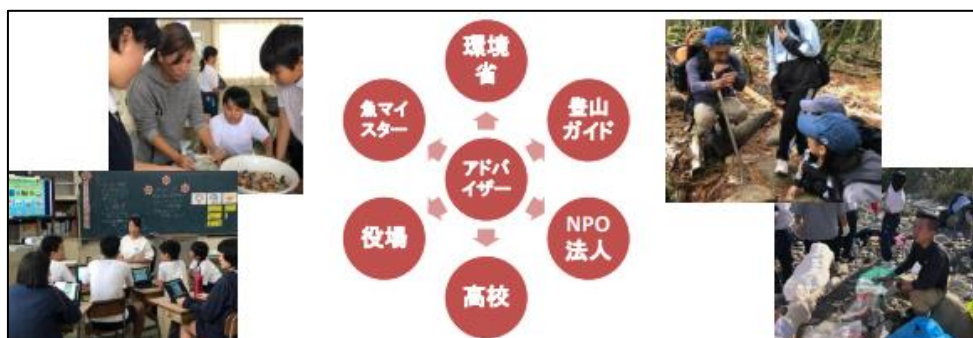 環境
省
魚マイ
スター
登山
ガイド
アドバ
イザー
役場
NPO
法人
高校